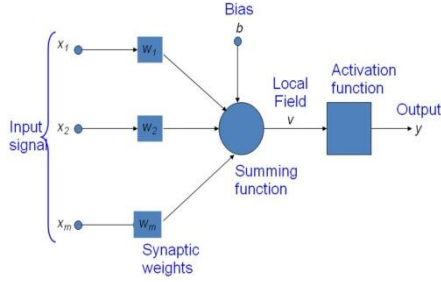 Bias
b
x1
w1
Local
Field
v
Activation
function
Output
y
Input
signal
x2
w2
Summing
function
xm
wm
Synaptic
weights